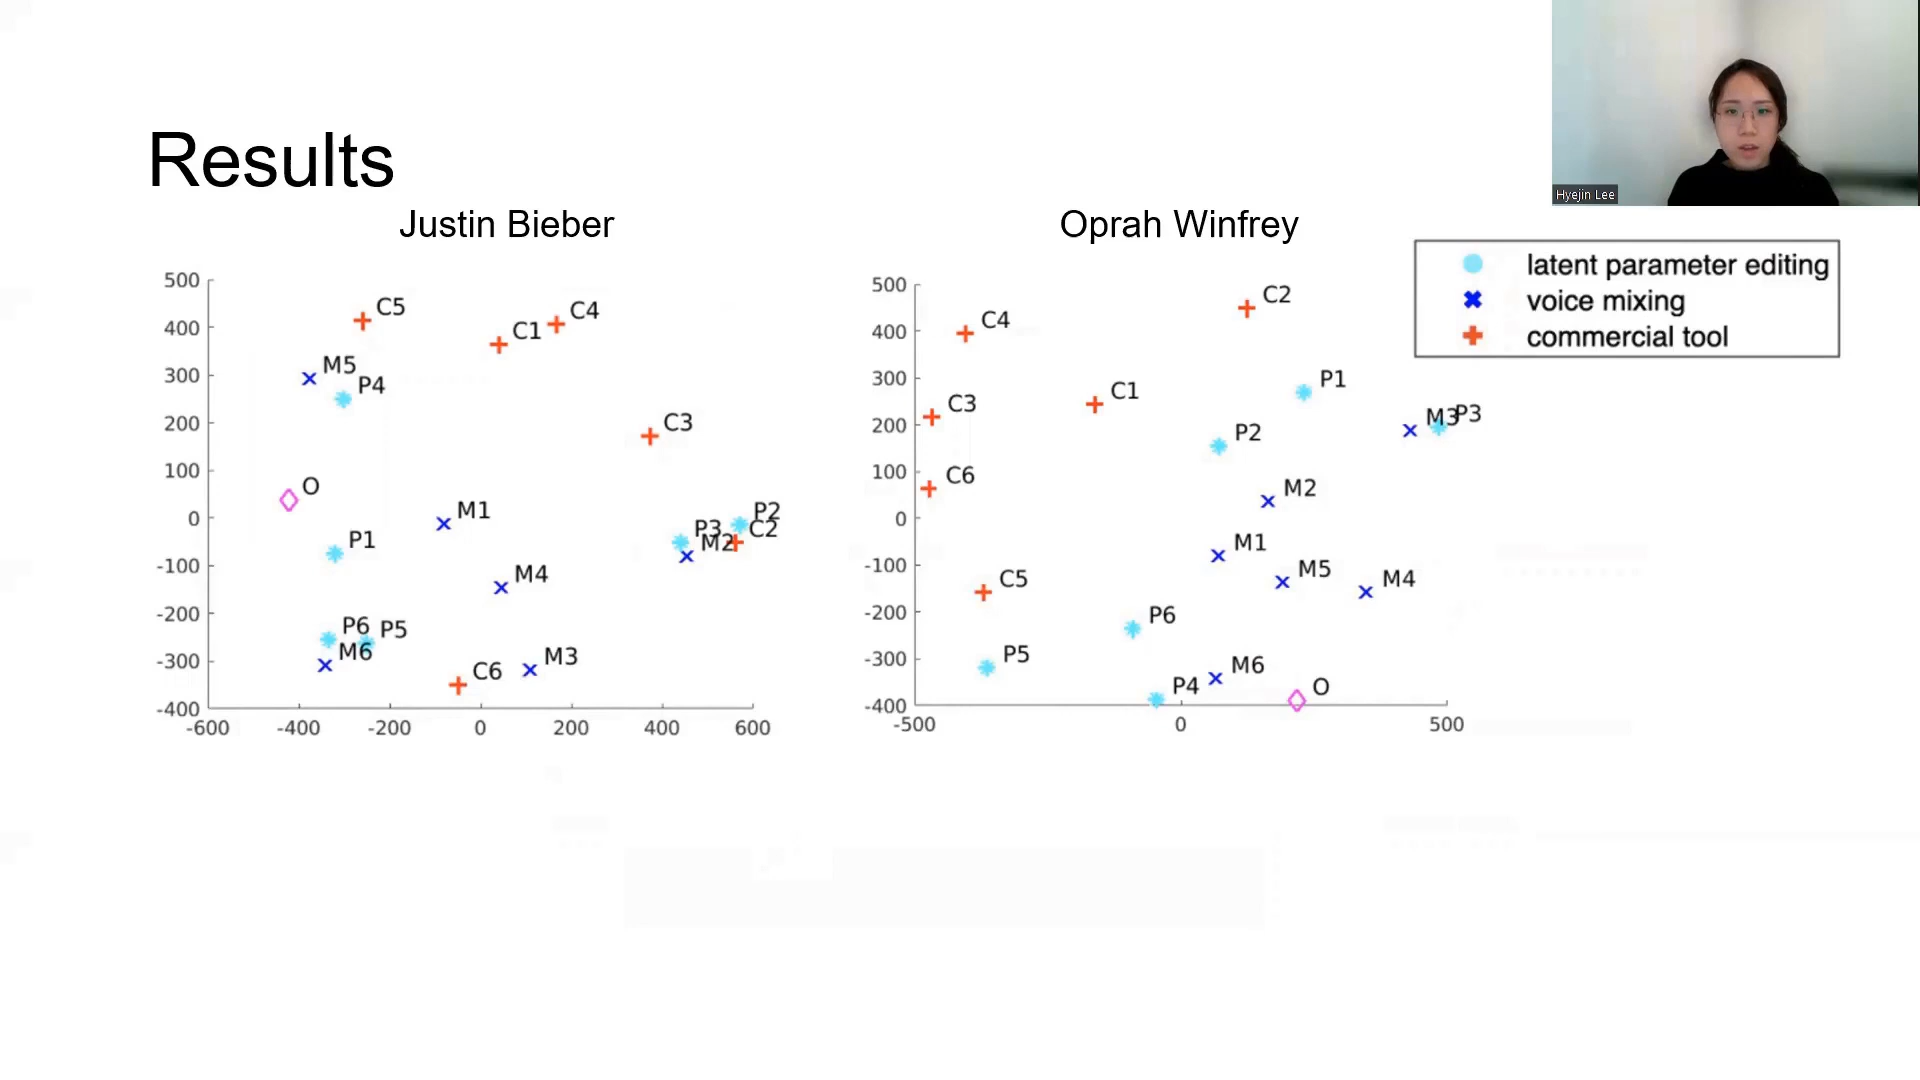 Hyejin Lee
Results
Justin Bieber
500
400
300
200
100
0
-100
-200
-300
-400
-600
-400
-200
0
200
400
600
C5
C4
C1
M5
P4
C3
O
M1
P2
P3
C2
M2
P1
M4
P6
P5
M6
M3
C6
Oprah Winfrey
500
400
300
200
100
0
-100
-200
-300
-400
-500
0
500
C2
C4
P1
C1
C3
M3
P3
P2
C6
M2
M1
M5
M4
C5
P6
P5
M6
P4
O
latent parameter editing
voice mixing
commercial tool